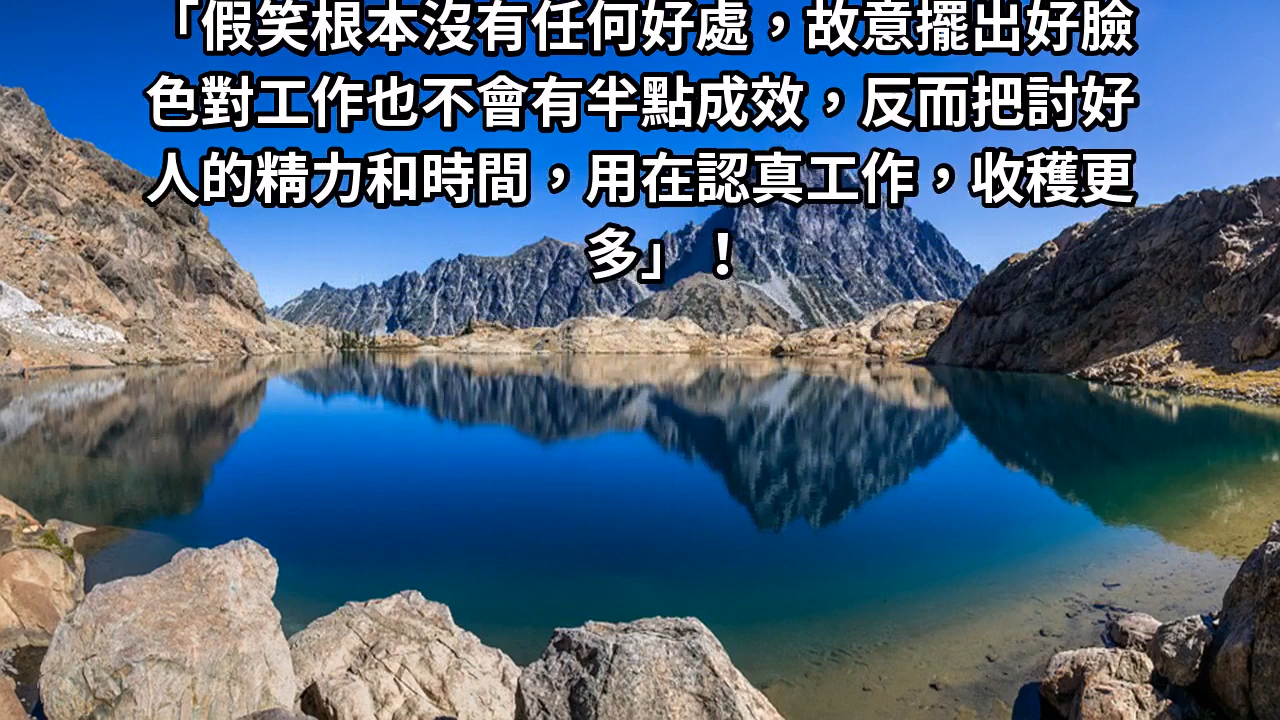 「假笑根本沒有任何好處，故意擺出好臉
色對工作也不會有半點成效，反而把討好
人的精力和時間，用在認真工作，收穫更
多」！